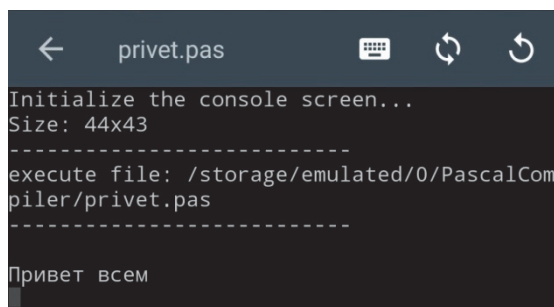 privet.pas
Initialize the console screen...
Size: 44x43
---------------------------
execute file: /storage/emulated/0/PascalCom
piler/privet.pas
---------------------------
Привет всем